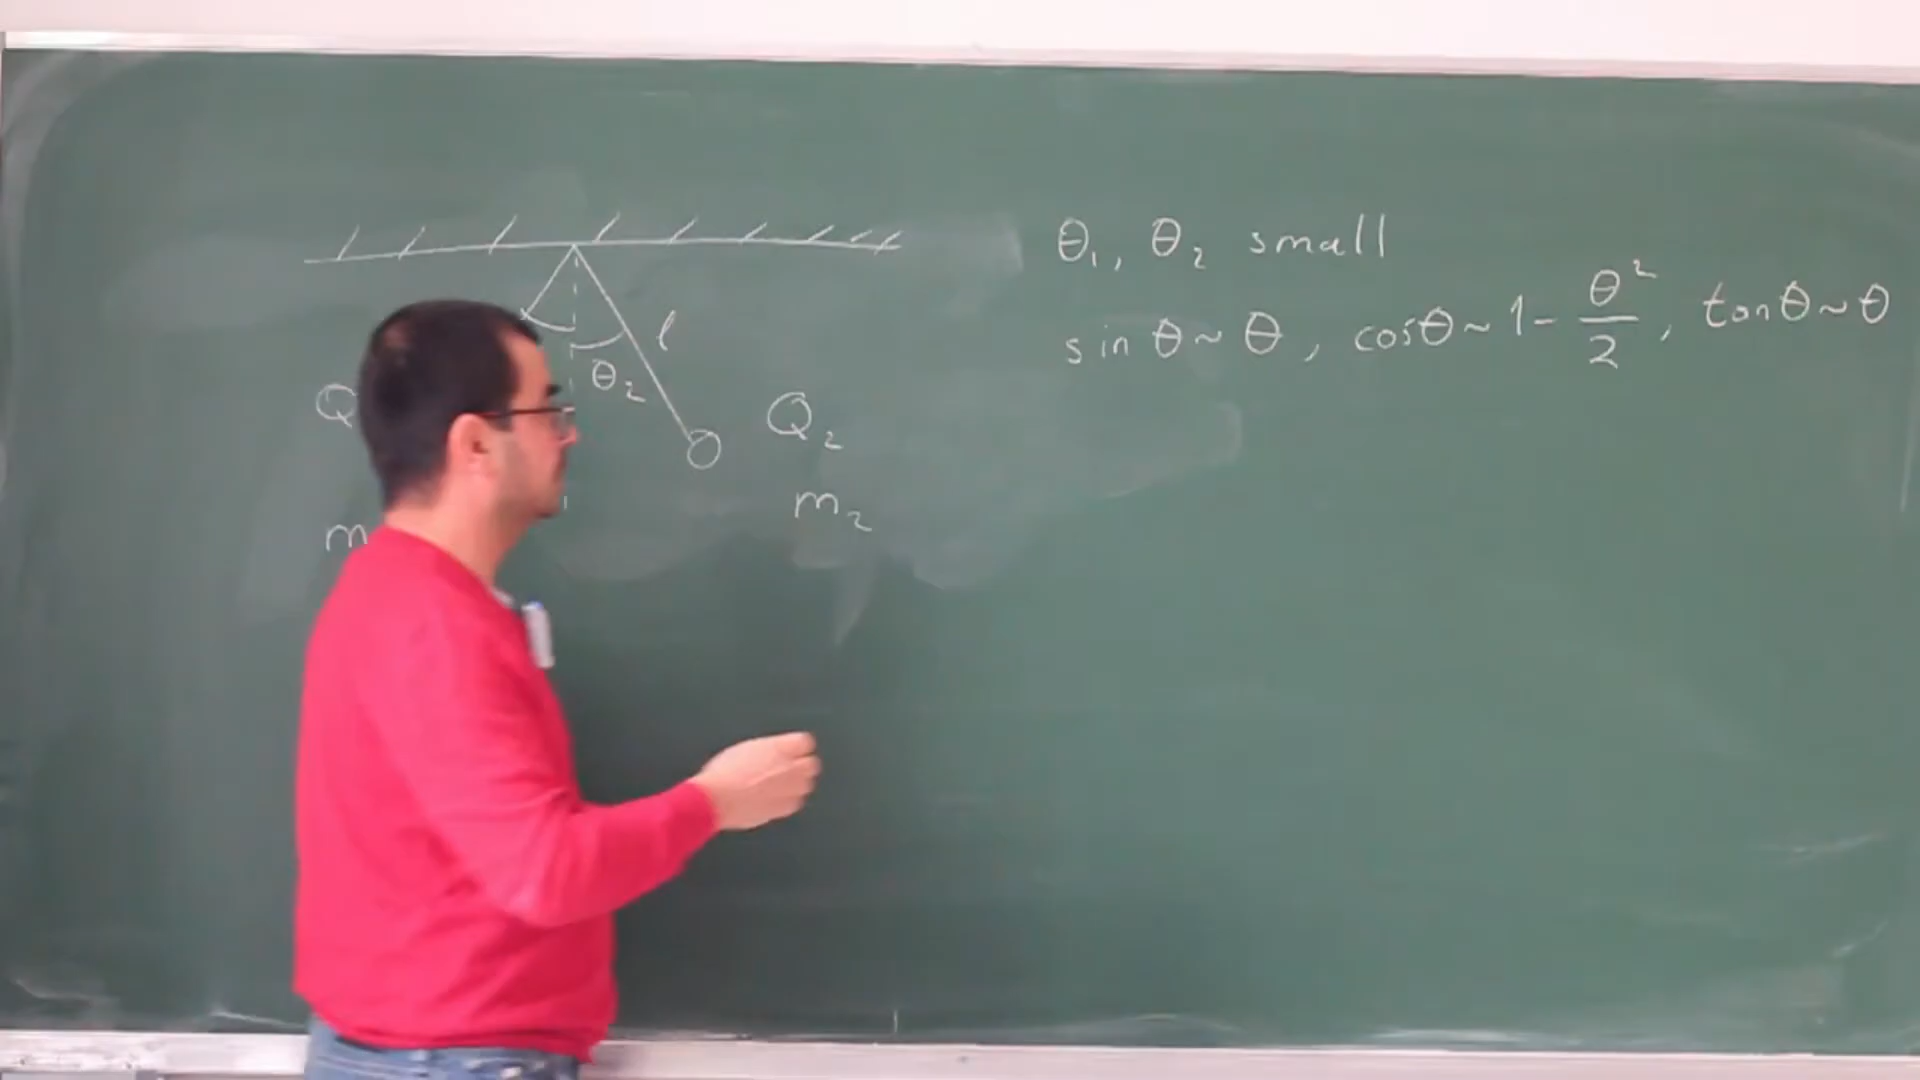 θ₁, θ₂ small
sin θ ~ θ, cosθ ~ 1 - θ²/2, tanθ ~ θ
l
θ₂
Q
Q₂
m₂
m